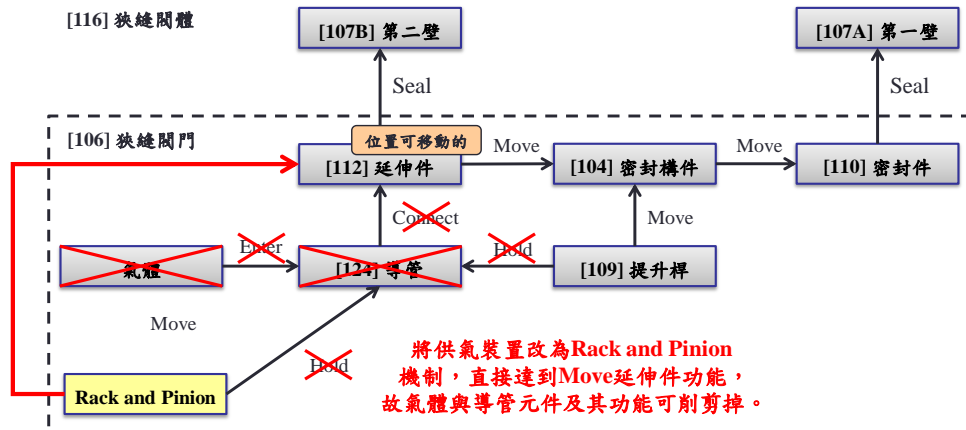 [116] 狹縫閥體
[107B] 第二壁
[107A] 第一壁
Seal
Seal
[106] 狹縫閥門
位置可移動的
[112] 延伸件
Move
[104] 密封構件
Move
[110] 密封件
Connect
Move
氣體
Enter
[124] 導管
Hold
[109] 提升桿
Move
Hold
Rack and Pinion
將供氣裝置改為Rack and Pinion
機制，直接達到Move延伸件功能，
故氣體與導管元件及其功能可削剪掉。